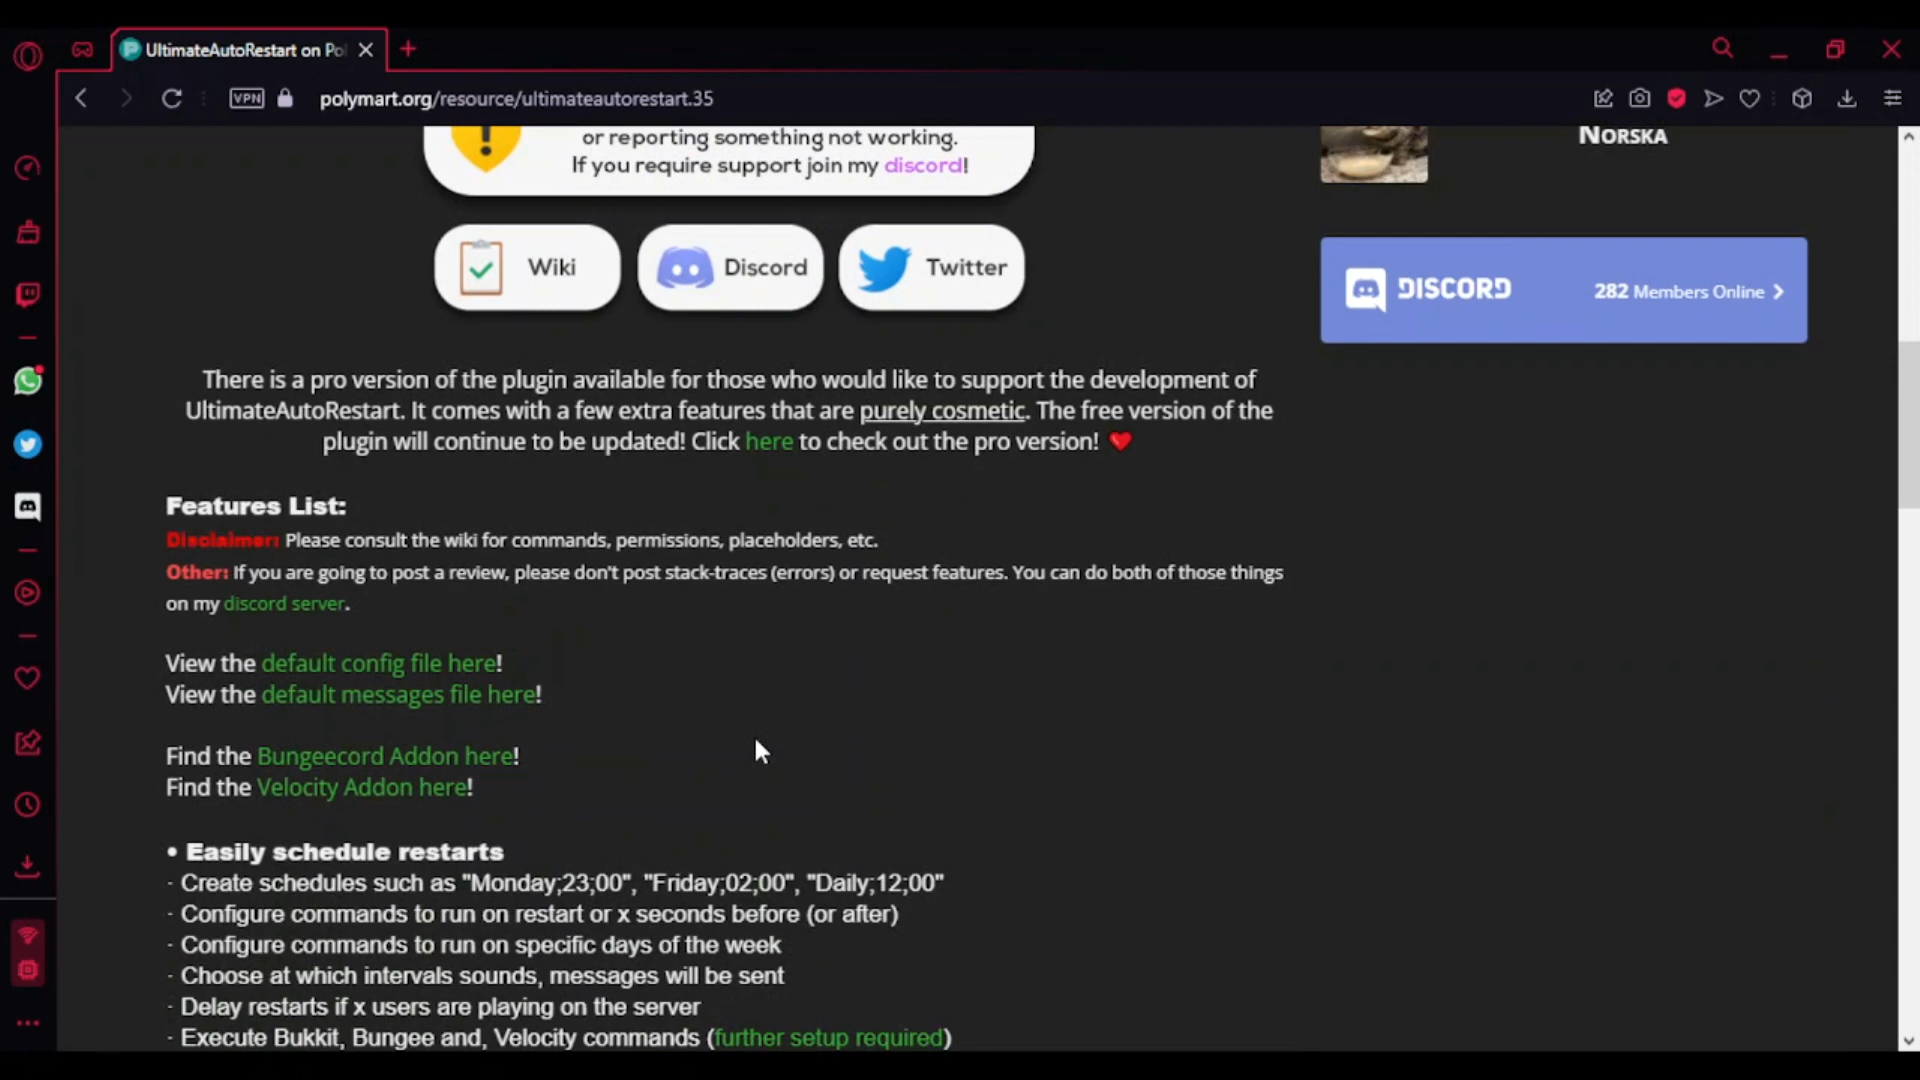 UltimateAutoRestart on Po
VPN
polymart.org/resource/ultimateautorestart.35
or reporting something not working.
If you require support join my discord!
NORSKA
Wiki
Discord
Twitter
DISCORD
282 Members Online
There is a pro version of the plugin available for those who would like to support the development of
UltimateAutoRestart. It comes with a few extra features that are purely cosmetic. The free version of the
plugin will continue to be updated! Click here to check out the pro version! ❤
Features List:
Disclaimer: Please consult the wiki for commands, permissions, placeholders, etc.
Other: If you are going to post a review, please don't post stack-traces (errors) or request features. You can do both of those things
on my discord server.
View the default config file here!
View the default messages file here!
Find the Bungeecord Addon here!
Find the Velocity Addon here!
• Easily schedule restarts
· Create schedules such as "Monday;23;00", "Friday;02;00", "Daily;12;00"
· Configure commands to run on restart or x seconds before (or after)
· Configure commands to run on specific days of the week
· Choose at which intervals sounds, messages will be sent
· Delay restarts if x users are playing on the server
· Execute Bukkit, Bungee and, Velocity commands (further setup required)